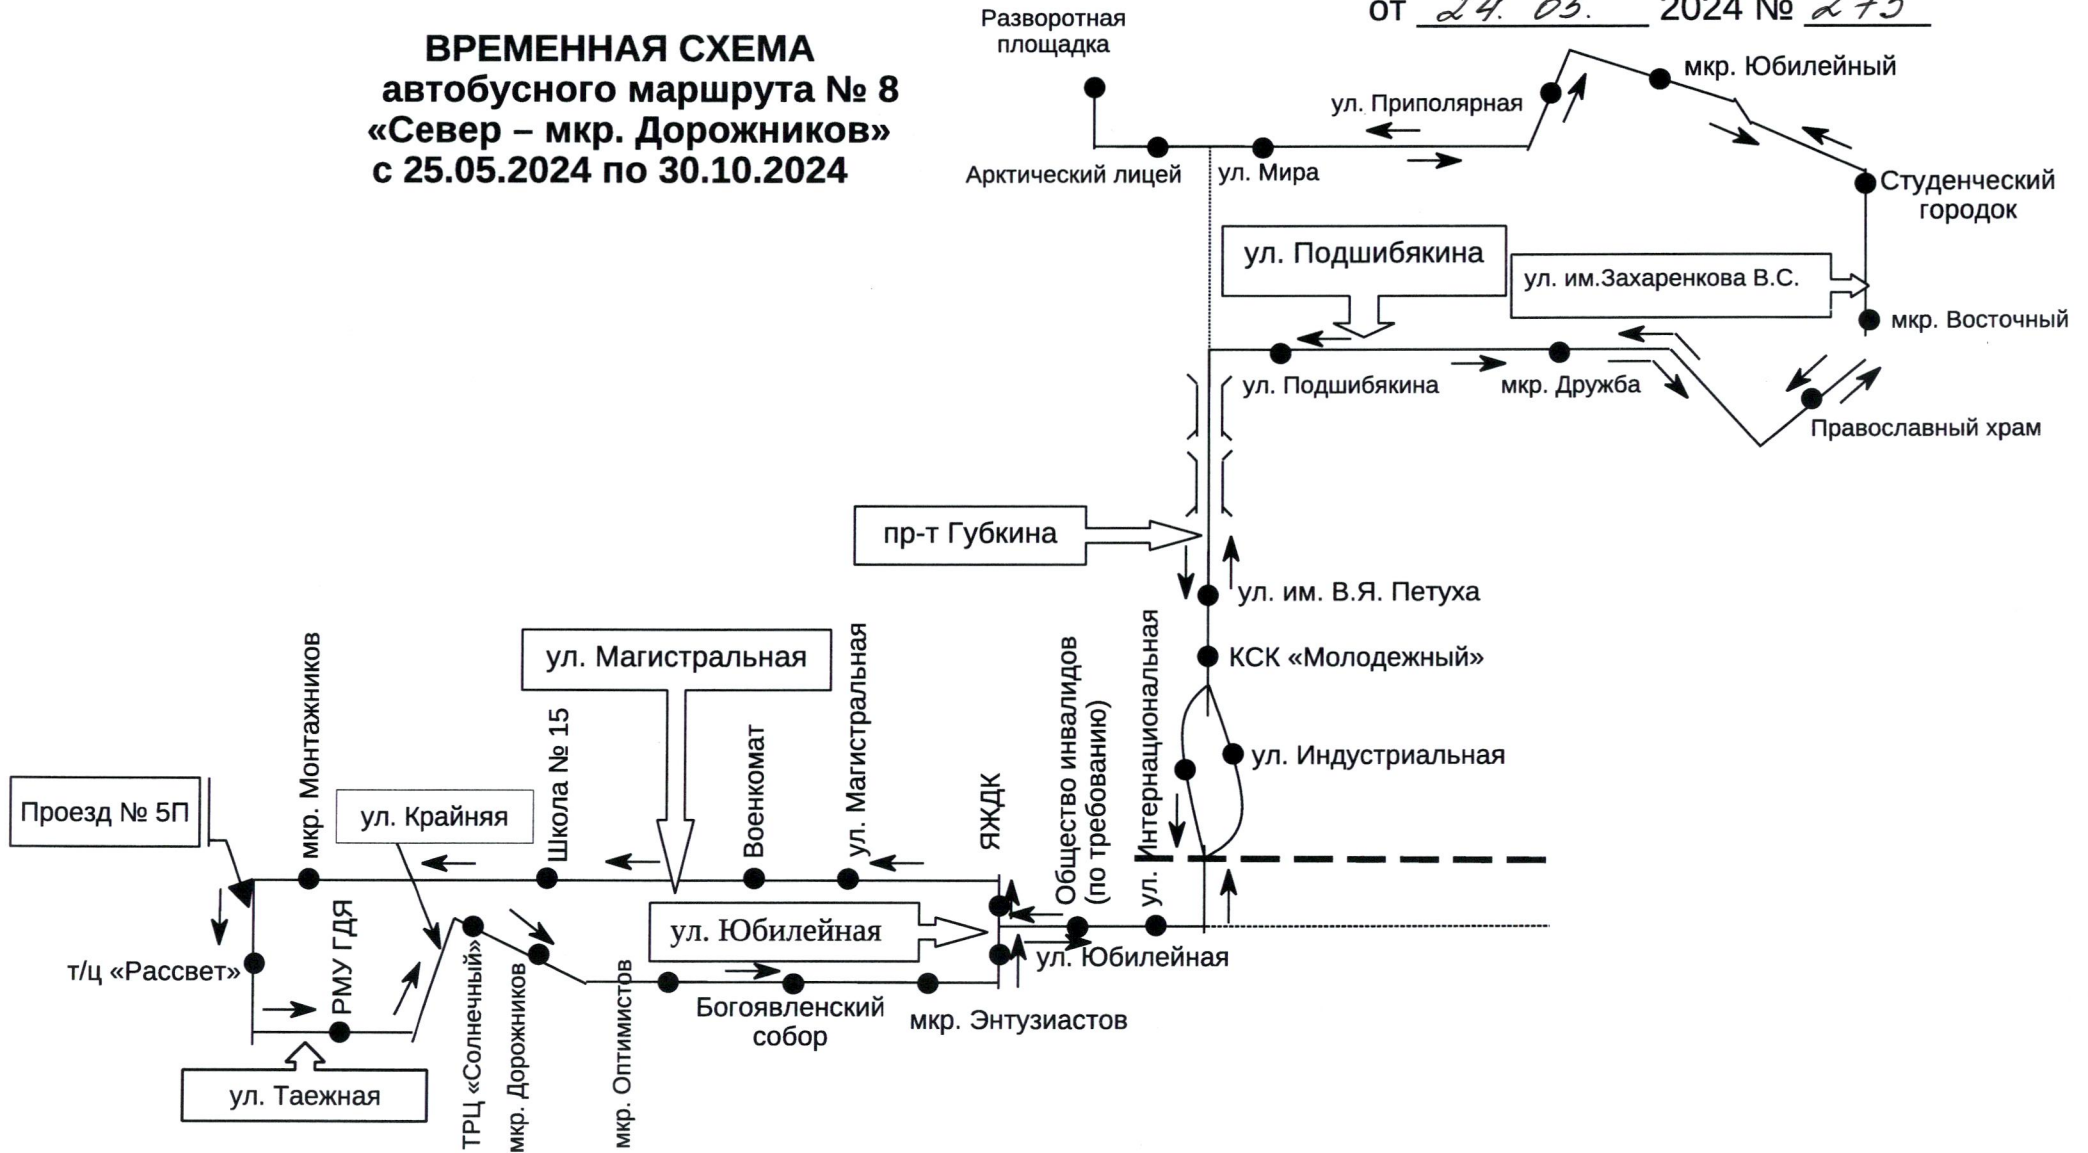 от 24. 05. 2024 № 275
ВРЕМЕННАЯ СХЕМА
автобусного маршрута № 8
«Север – мкр. Дорожников»
с 25.05.2024 по 30.10.2024
Разворотная
площадка
мкр. Юбилейный
ул. Приполярная
Арктический лицей
ул. Мира
Студенческий
городок
ул. Подшибякина
ул. им.Захаренкова В.С.
мкр. Восточный
ул. Подшибякина
мкр. Дружба
Православный храм
пр-т Губкина
ул. им. В.Я. Петуха
КСК «Молодежный»
ул. Индустриальная
ул. Магистральная
Проезд № 5П
мкр. Монтажников
ул. Крайняя
Школа № 15
Военкомат
ул. Магистральная
ЯЖДК
Общество инвалидов
(по требованию)
ул. Интернациональная
ул. Юбилейная
ул. Юбилейная
т/ц «Рассвет»
РМУ ГДЯ
ул. Таежная
ТРЦ «Солнечный»
мкр. Дорожников
мкр. Оптимистов
Богоявленский
собор
мкр. Энтузиастов